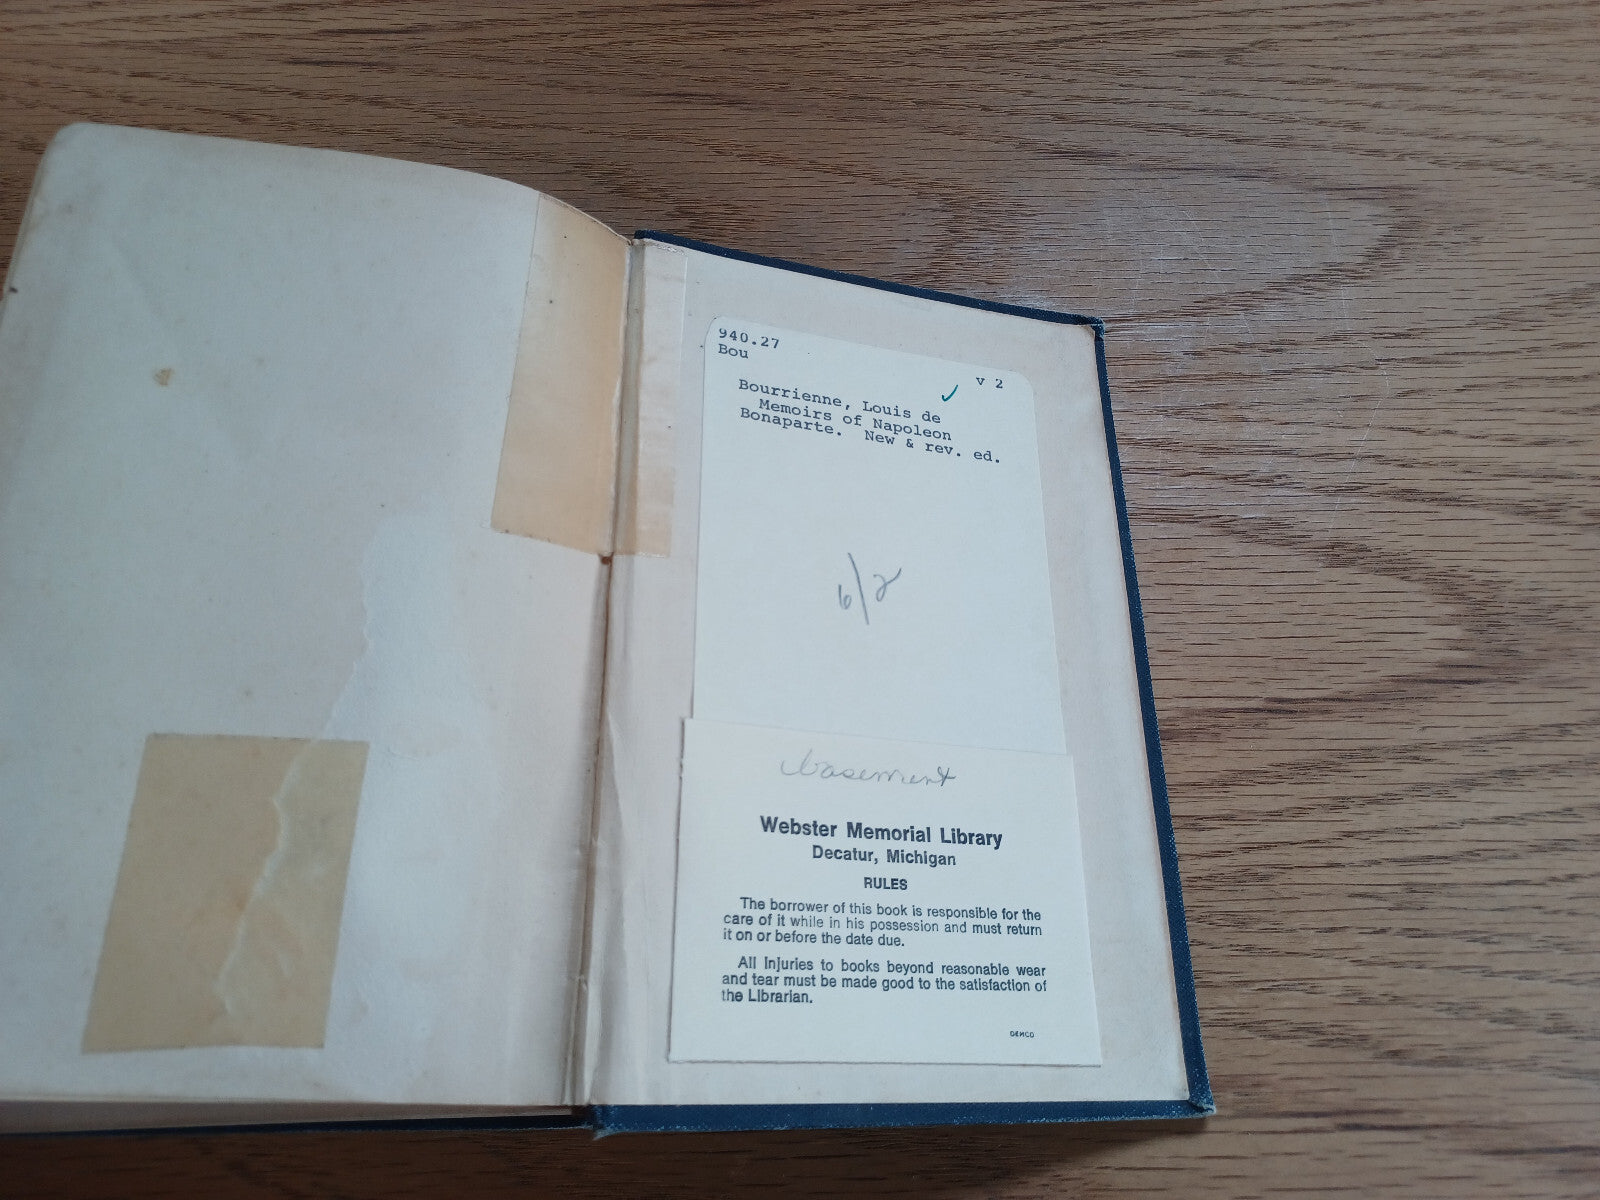 940.27
Bou
v 2
Bourrienne, Louis de
Memoirs of Napoleon
Bonaparte. New & rev. ed.
6/2
basement
Webster Memorial Library
Decatur, Michigan
RULES
The borrower of this book is responsible for the
care of it while in his possession and must return
it on or before the date due.
All Injuries to books beyond reasonable wear
and tear must be made good to the satisfaction of
the Librarian.
DEMCO